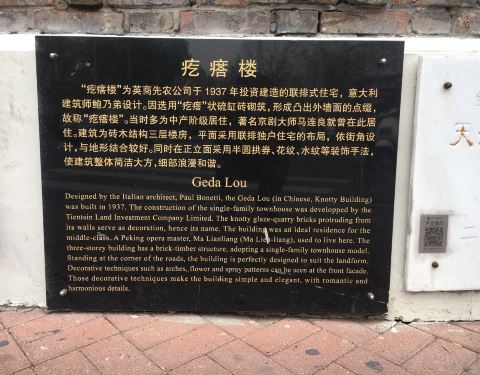 疙瘩楼
“疙瘩楼”为英商先农公司于 1937 年投资建造的联排式住宅，意大利
建筑师鲍乃弟设计。因选用“疙瘩”状硫缸砖砌筑，形成凸出外墙面的点缀，
故称“疙瘩楼”。当时多为中产阶级居住，著名京剧大师马连良就曾在此居
住。建筑为砖木结构三层楼房，平面采用联排独户住宅的布局，依街角设
计，与地形结合较好。同时在正立面采用半圆拱券、花纹、水纹等装饰手法，
使建筑整体简洁大方，细部浪漫和谐。
Geda Lou
Designed by the Italian architect, Paul Bonetti, the Geda Lou (in Chinese, Knotty Building)
was built in 1937. The construction of the single-family townhouse was developped by the
Tientsin Land Investment Company Limited. The knotty glaze-quarry bricks protruding from
its walls serve as decoration, hence its name. The building was an ideal residence for the
middle-class. A Peking opera master, Ma Lianliang (Ma Lien-liang), used to live here. The
three-storey building has a brick-timber structure, adopting a single-family townhouse model.
Standing at the corner of the roads, the building is perfectly designed to suit the landform.
Decorative techniques such as arches, flower and spray patterns can be seen at the front facade.
Those decorative techniques make the building simple and elegant, with romantic and
harmonious details.
天